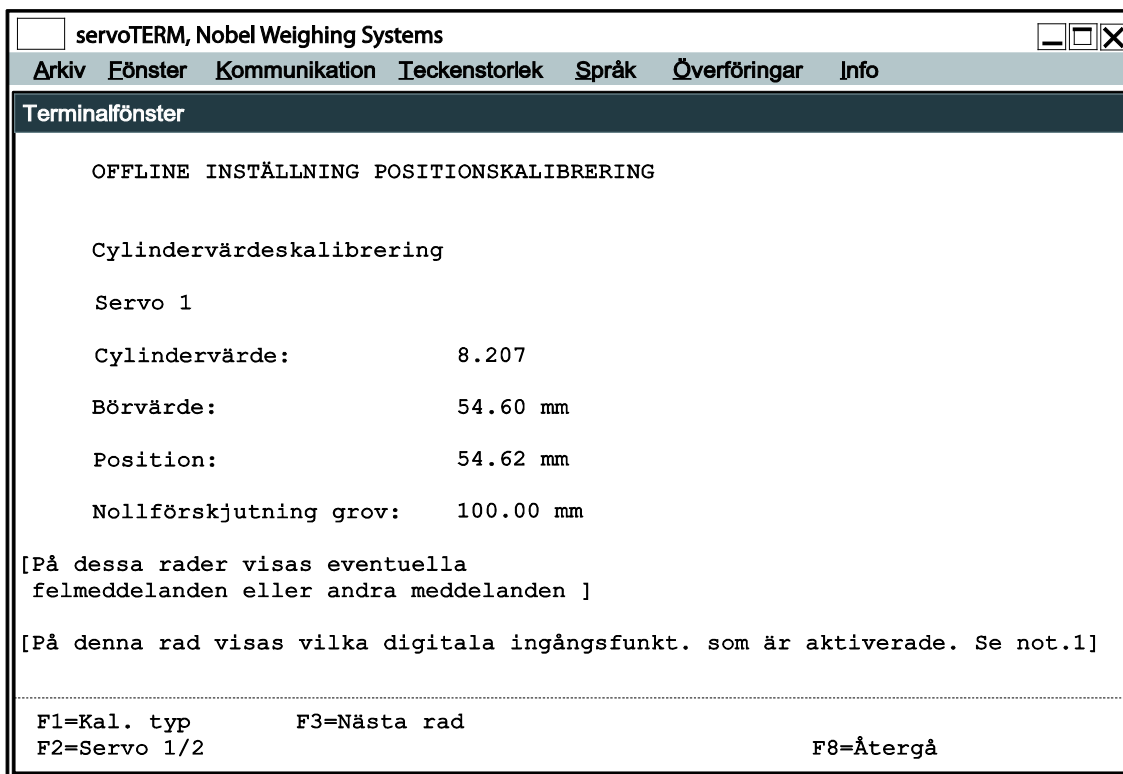 servoTERM, Nobel Weighing Systems
Arkiv Fönster Kommunikation Teckenstorlek Språk Överföringar Info
Terminalfönster
OFFLINE INSTÄLLNING POSITIONSKALIBRERING
Cylindervärdeskalibrering
Servo 1
Cylindervärde: 8.207
Börvärde: 54.60 mm
Position: 54.62 mm
Nollförskjutning grov: 100.00 mm
[På dessa rader visas eventuella
felmeddelanden eller andra meddelanden ]
[På denna rad visas vilka digitala ingångsfunkt. som är aktiverade. Se not.1]
F1=Kal. typ F3=Nästa rad
F2=Servo 1/2 F8=Återgå